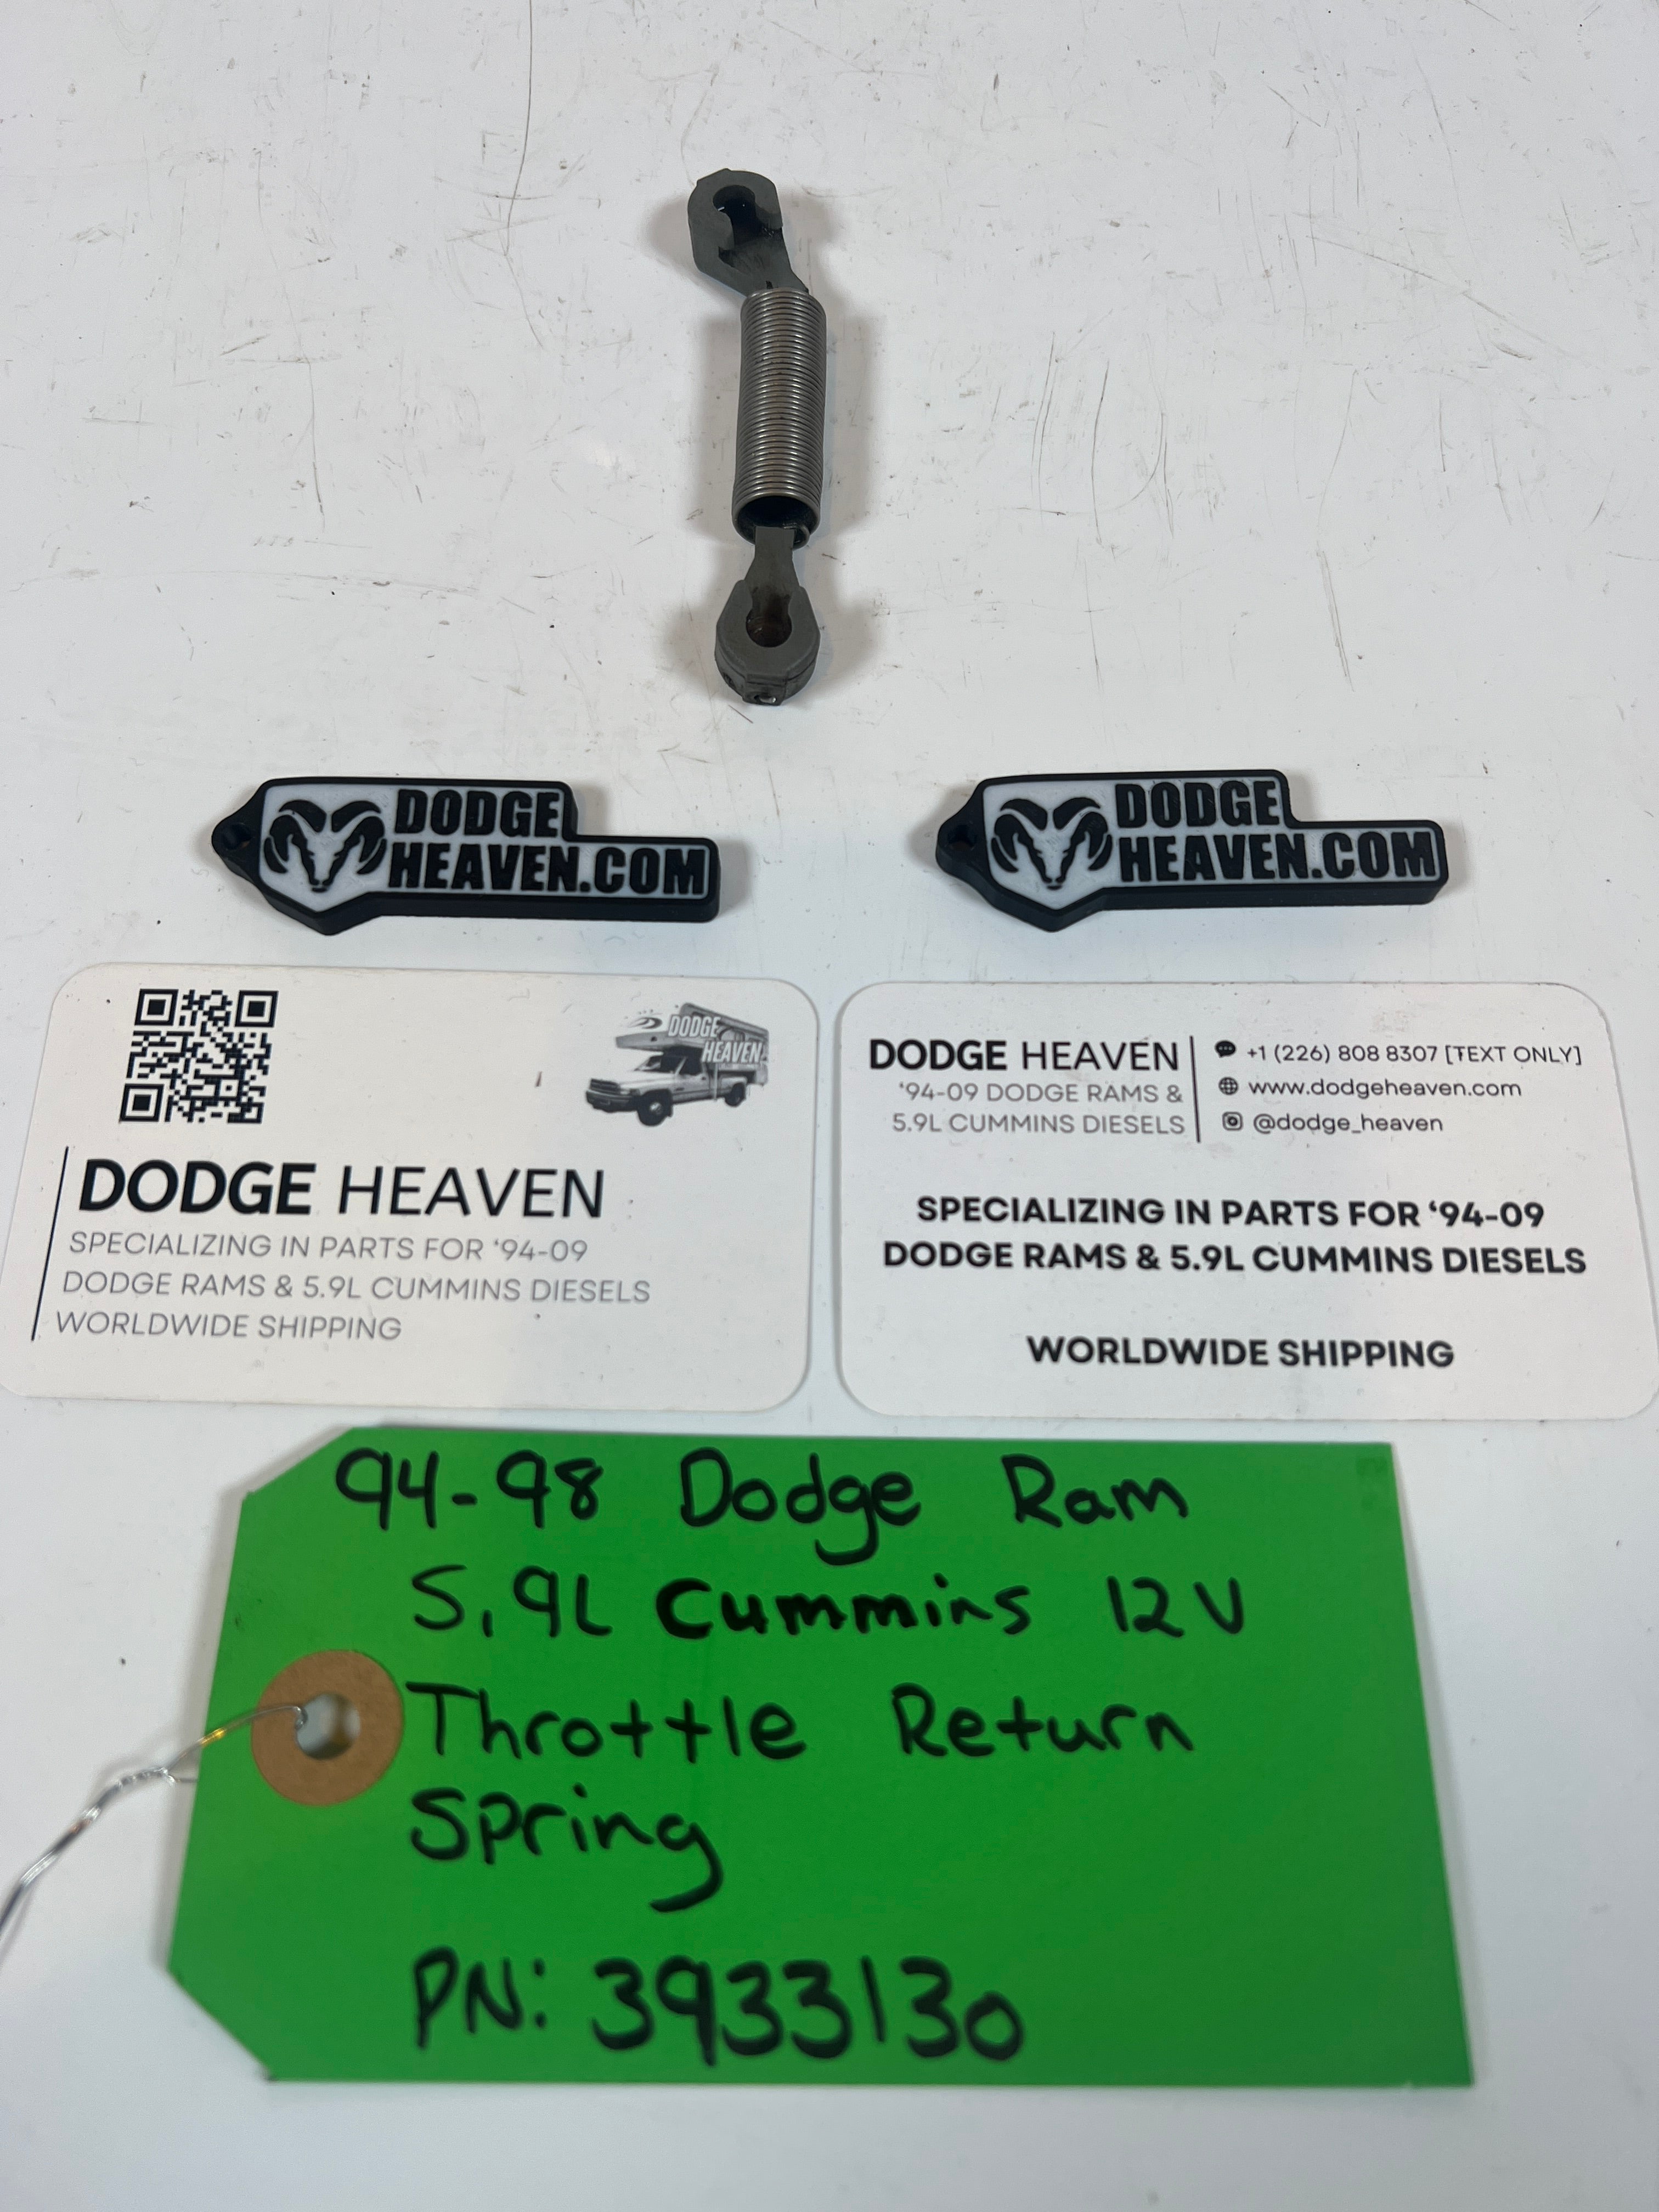 DODGE
HEAVEN.COM
DODGE
HEAVEN.COM
DODGE
HEAVEN
DODGE HEAVEN
SPECIALIZING IN PARTS FOR ‘94-09
DODGE RAMS & 5.9L CUMMINS DIESELS
WORLDWIDE SHIPPING
DODGE HEAVEN
‘94-09 DODGE RAMS &
5.9L CUMMINS DIESELS
+1 (226) 808 8307 [TEXT ONLY]
www.dodgeheaven.com
@dodge_heaven
SPECIALIZING IN PARTS FOR ‘94-09
DODGE RAMS & 5.9L CUMMINS DIESELS
WORLDWIDE SHIPPING
94-98 Dodge Ram
5.9L Cummins 12V
Throttle Return
Spring
PN: 3933130